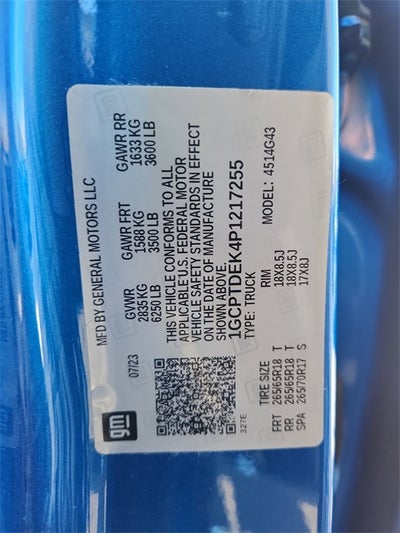 MFD BY GENERAL MOTORS LLC
07/23
GVWR GAWR FRT GAWR RR
2835 KG 1588 KG 1633 KG
6250 LB 3500 LB 3600 LB
THIS VEHICLE CONFORMS TO ALL
APPLICABLE U.S. FEDERAL MOTOR
VEHICLE SAFETY STANDARDS IN EFFECT
ON THE DATE OF MANUFACTURE
SHOWN ABOVE.
1GCPTDEK4P1217255
TYPE: TRUCK MODEL: 4514G43
327E
TIRE SIZE RIM
FRT 265/65R18 T 18X8.5J
RR 265/65R18 T 18X8.5J
SPA 265/70R17 S 17X8J
gm